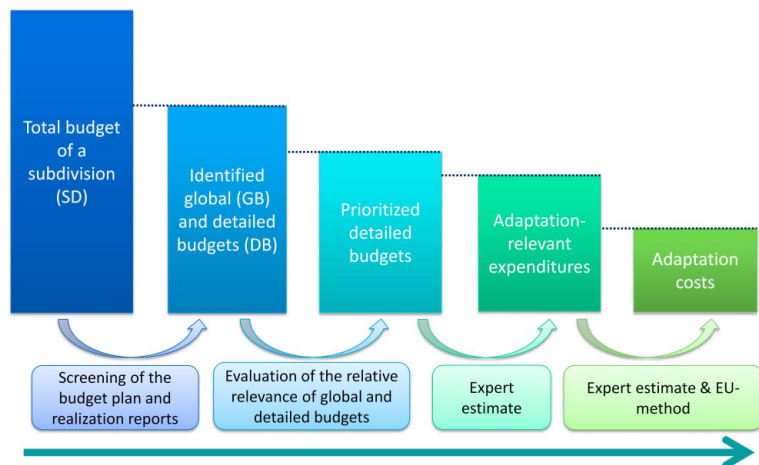 Total budget
of a
subdivision
(SD)
Identified
global (GB)
and detailed
budgets (DB)
Prioritized
detailed
budgets
Adaptation-
relevant
expenditures
Adaptation
costs
Screening of the
budget plan and
realization reports
Evaluation of the relative
relevance of global and
detailed budgets
Expert
estimate
Expert estimate & EU-
method